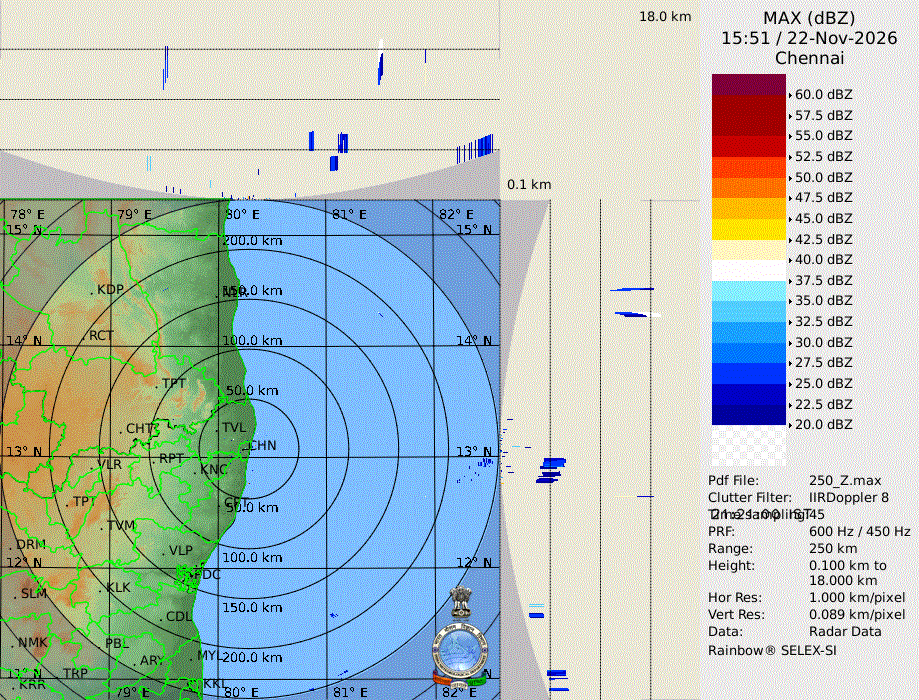 18.0 km
0.1 km
MAX (dBZ)
15:51 / 22-Nov-2026
Chennai
60.0 dBZ
57.5 dBZ
55.0 dBZ
52.5 dBZ
50.0 dBZ
47.5 dBZ
45.0 dBZ
42.5 dBZ
40.0 dBZ
37.5 dBZ
35.0 dBZ
32.5 dBZ
30.0 dBZ
27.5 dBZ
25.0 dBZ
22.5 dBZ
20.0 dBZ
Pdf File: 250_Z.max
Clutter Filter: IIRDoppler 8
Time sampling: 45
PRF: 600 Hz / 450 Hz
Range: 250 km
Height: 0.100 km to
18.000 km
Hor Res: 1.000 km/pixel
Vert Res: 0.089 km/pixel
Data: Radar Data
Rainbow® SELEX-SI
78° E 79° E 80° E 81° E 82° E
15° N 15° N
200.0 km
KDP 150.0 km
RCT 100.0 km
14° N 14° N
TPT
50.0 km
CHT TVL
CHN
13° N 13° N
VLR RPT
KNC
TPT
50.0 km
TVM
DRM
VLP 100.0 km
12° N 12° N
PDC
SLM KLK
150.0 km
CDL
NMK PBL
ARY MYL 200.0 km
TRP
11° N 11° N
KRR KKL
79° E 80° E 81° E 82° E